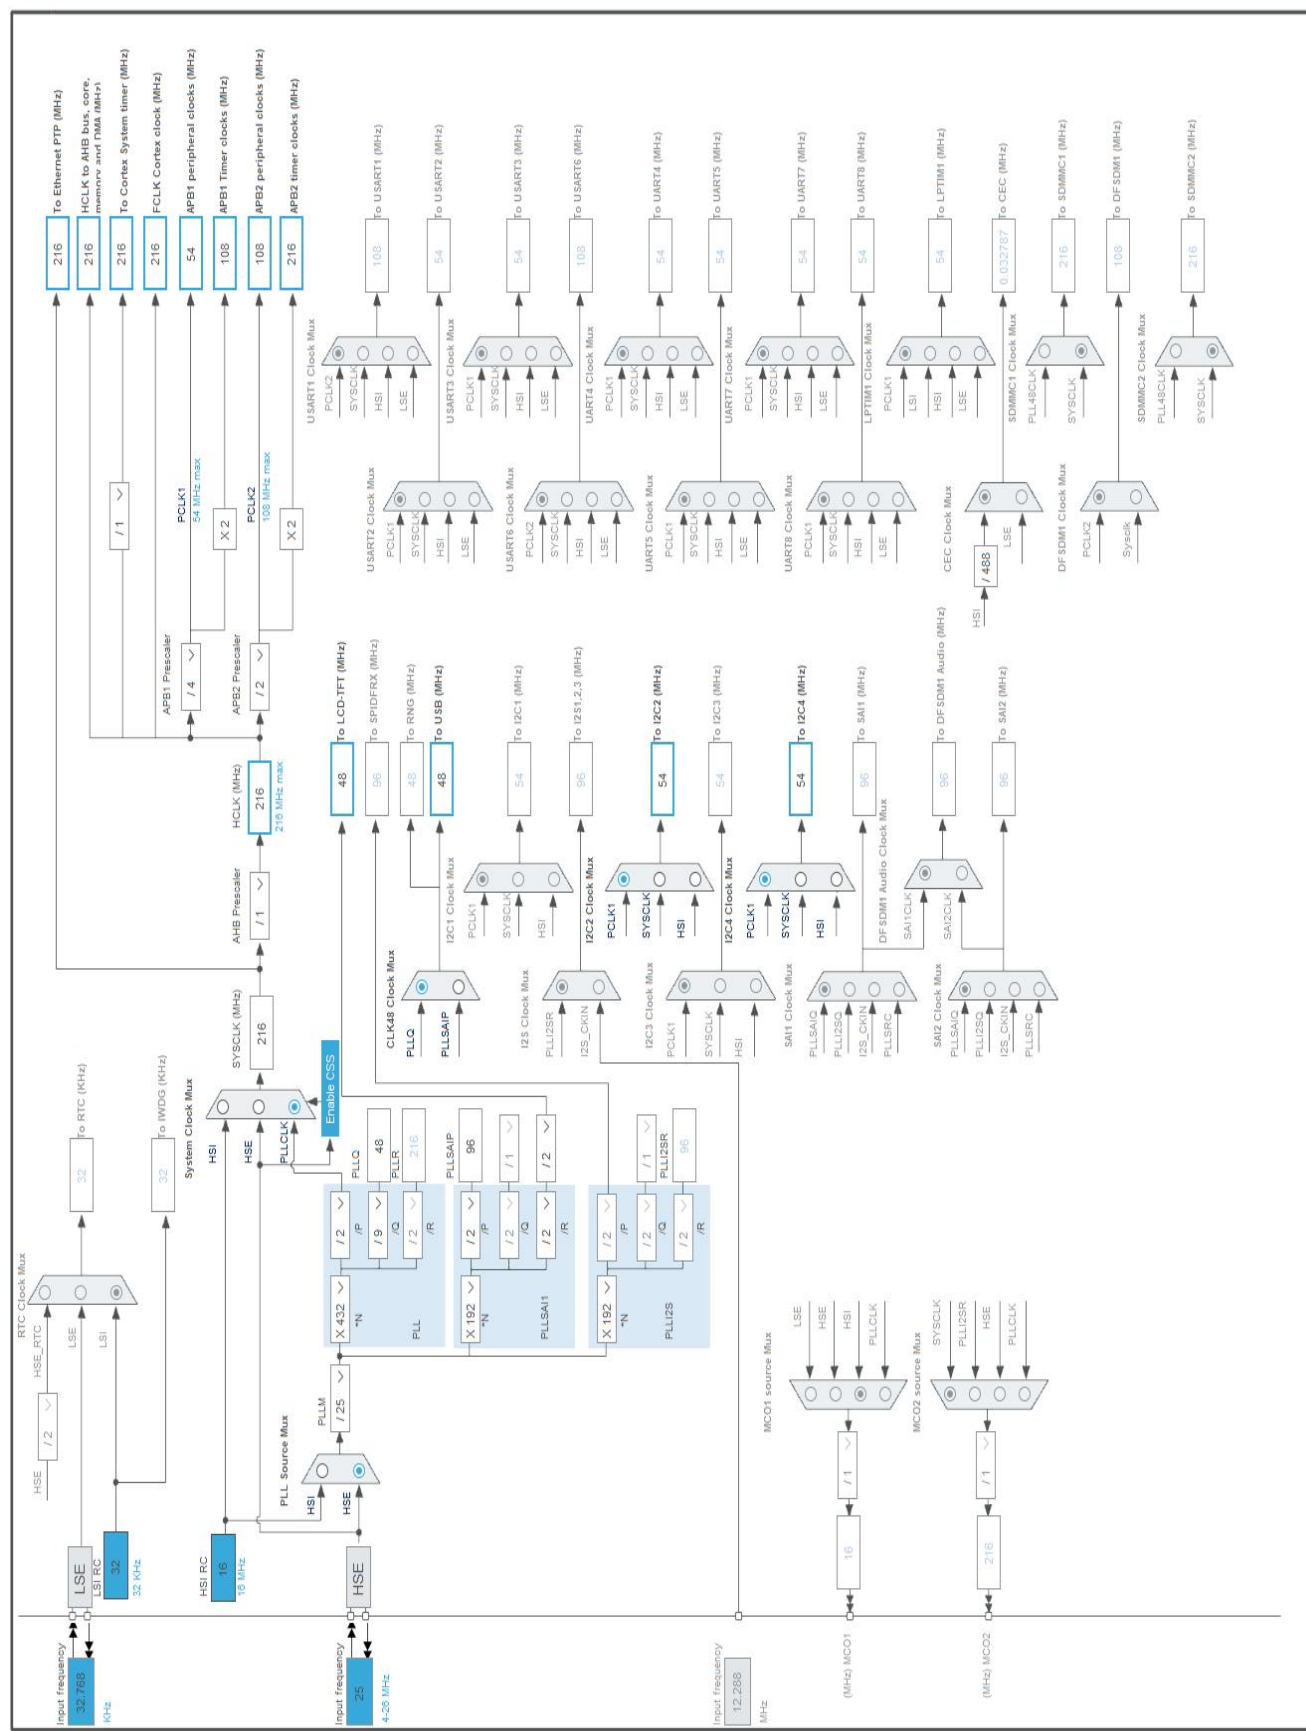 Input frequency
32.768
KHz
LSE
LSI RC
32
32 KHz
HSE
/ 2
HSE_RTC
LSE
LSI
RTC Clock Mux
32
To RTC (KHz)
32
To IWDG (KHz)
HSI RC
16
16 MHz
Input frequency
25
4-26 MHz
HSE
PLL Source Mux
HSI
HSE
PLLM
/ 25
System Clock Mux
HSI
HSE
PLLCLK
Enable CSS
SYSCLK (MHz)
216
AHB Prescaler
/ 1
HCLK (MHz)
216
216 MHz max
APB1 Prescaler
/ 4
APB2 Prescaler
/ 2
/ 1
PCLK1
54 MHz max
X 2
PCLK2
108 MHz max
X 2
216
To Ethernet PTP (MHz)
216
HCLK to AHB bus, core,
memory and DMA (MHz)
216
To Cortex System timer (MHz)
216
FCLK Cortex clock (MHz)
54
APB1 peripheral clocks (MHz)
108
APB1 Timer clocks (MHz)
108
APB2 peripheral clocks (MHz)
216
APB2 timer clocks (MHz)
X 432
*N
PLL
/ 2
/P
/ 9
/Q
/ 2
/R
PLLQ
48
PLLR
216
X 192
*N
PLLSAI1
/ 2
/P
/ 2
/Q
/ 2
/R
PLLSAIP
96
/ 1
/ 2
X 192
*N
PLLI2S
/ 2
/P
/ 2
/Q
/ 2
/R
/ 1
PLLI2SR
96
48
To LCD-TFT (MHz)
96
To SPIDFRX (MHz)
48
To RNG (MHz)
48
To USB (MHz)
CLK48 Clock Mux
PLLQ
PLLSAIP
I2C1 Clock Mux
PCLK1
SYSCLK
HSI
54
To I2C1 (MHz)
I2S Clock Mux
PLLI2SR
I2S_CKIN
96
To I2S1,2,3 (MHz)
I2C2 Clock Mux
PCLK1
SYSCLK
HSI
54
To I2C2 (MHz)
I2C3 Clock Mux
PCLK1
SYSCLK
HSI
54
To I2C3 (MHz)
I2C4 Clock Mux
PCLK1
SYSCLK
HSI
54
To I2C4 (MHz)
SAI1 Clock Mux
PLLSAIQ
PLLI2SQ
I2S_CKIN
PLLSRC
96
To SAI1 (MHz)
DFSDM1 Audio Clock Mux
SAI1CLK
SAI2CLK
96
To DFSDM1 Audio (MHz)
SAI2 Clock Mux
PLLSAIQ
PLLI2SQ
I2S_CKIN
PLLSRC
96
To SAI2 (MHz)
USART1 Clock Mux
PCLK2
SYSCLK
HSI
LSE
108
To USART1 (MHz)
USART2 Clock Mux
PCLK1
SYSCLK
HSI
LSE
54
To USART2 (MHz)
USART3 Clock Mux
PCLK1
SYSCLK
HSI
LSE
54
To USART3 (MHz)
USART6 Clock Mux
PCLK2
SYSCLK
HSI
LSE
108
To USART6 (MHz)
UART4 Clock Mux
PCLK1
SYSCLK
HSI
LSE
54
To UART4 (MHz)
UART5 Clock Mux
PCLK1
SYSCLK
HSI
LSE
54
To UART5 (MHz)
UART7 Clock Mux
PCLK1
SYSCLK
HSI
LSE
54
To UART7 (MHz)
UART8 Clock Mux
PCLK1
SYSCLK
HSI
LSE
54
To UART8 (MHz)
LPTIM1 Clock Mux
PCLK1
LSI
HSI
LSE
54
To LPTIM1 (MHz)
CEC Clock Mux
HSI
/ 488
LSE
0.032787
To CEC (MHz)
SDMMC1 Clock Mux
PLL48CLK
SYSCLK
216
To SDMMC1 (MHz)
DFSDM1 Clock Mux
PCLK2
Sysclk
108
To DFSDM1 (MHz)
SDMMC2 Clock Mux
PLL48CLK
SYSCLK
216
To SDMMC2 (MHz)
Input frequency
12.288
MHz
MCO1 source Mux
LSE
HSE
HSI
PLLCLK
/ 1
16
(MHz) MCO1
MCO2 source Mux
SYSCLK
PLLI2SR
HSE
PLLCLK
/ 1
216
(MHz) MCO2